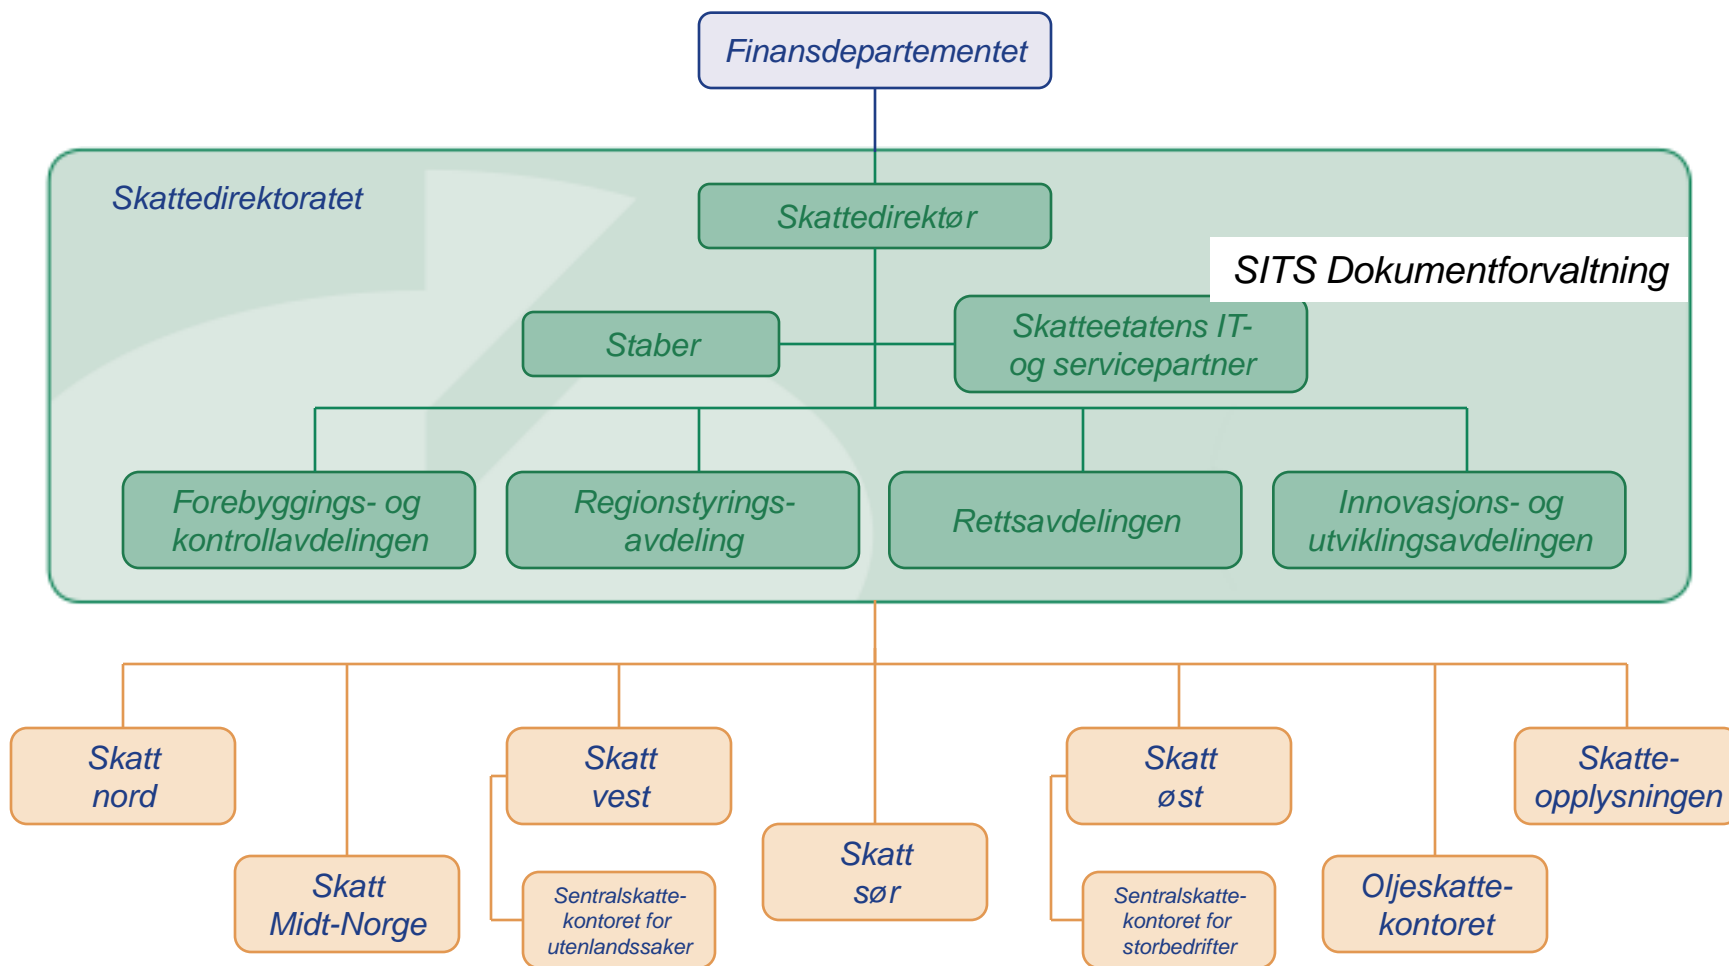 Finansdepartementet
Skattedirektoratet
Skattedirektør
SITS Dokumentforvaltning
Staber
Skatteetatens IT-
og servicepartner
Forebyggings- og
kontrollavdelingen
Regionstyrings-
avdeling
Rettsavdelingen
Innovasjons- og
utviklingsavdelingen
Skatt
nord
Skatt
vest
Skatt
øst
Skatte-
opplysningen
Skatt
sør
Skatt
Midt-Norge
Sentralskatte-
kontoret for
utenlandssaker
Sentralskatte-
kontoret for
storbedrifter
Oljeskatte-
kontoret